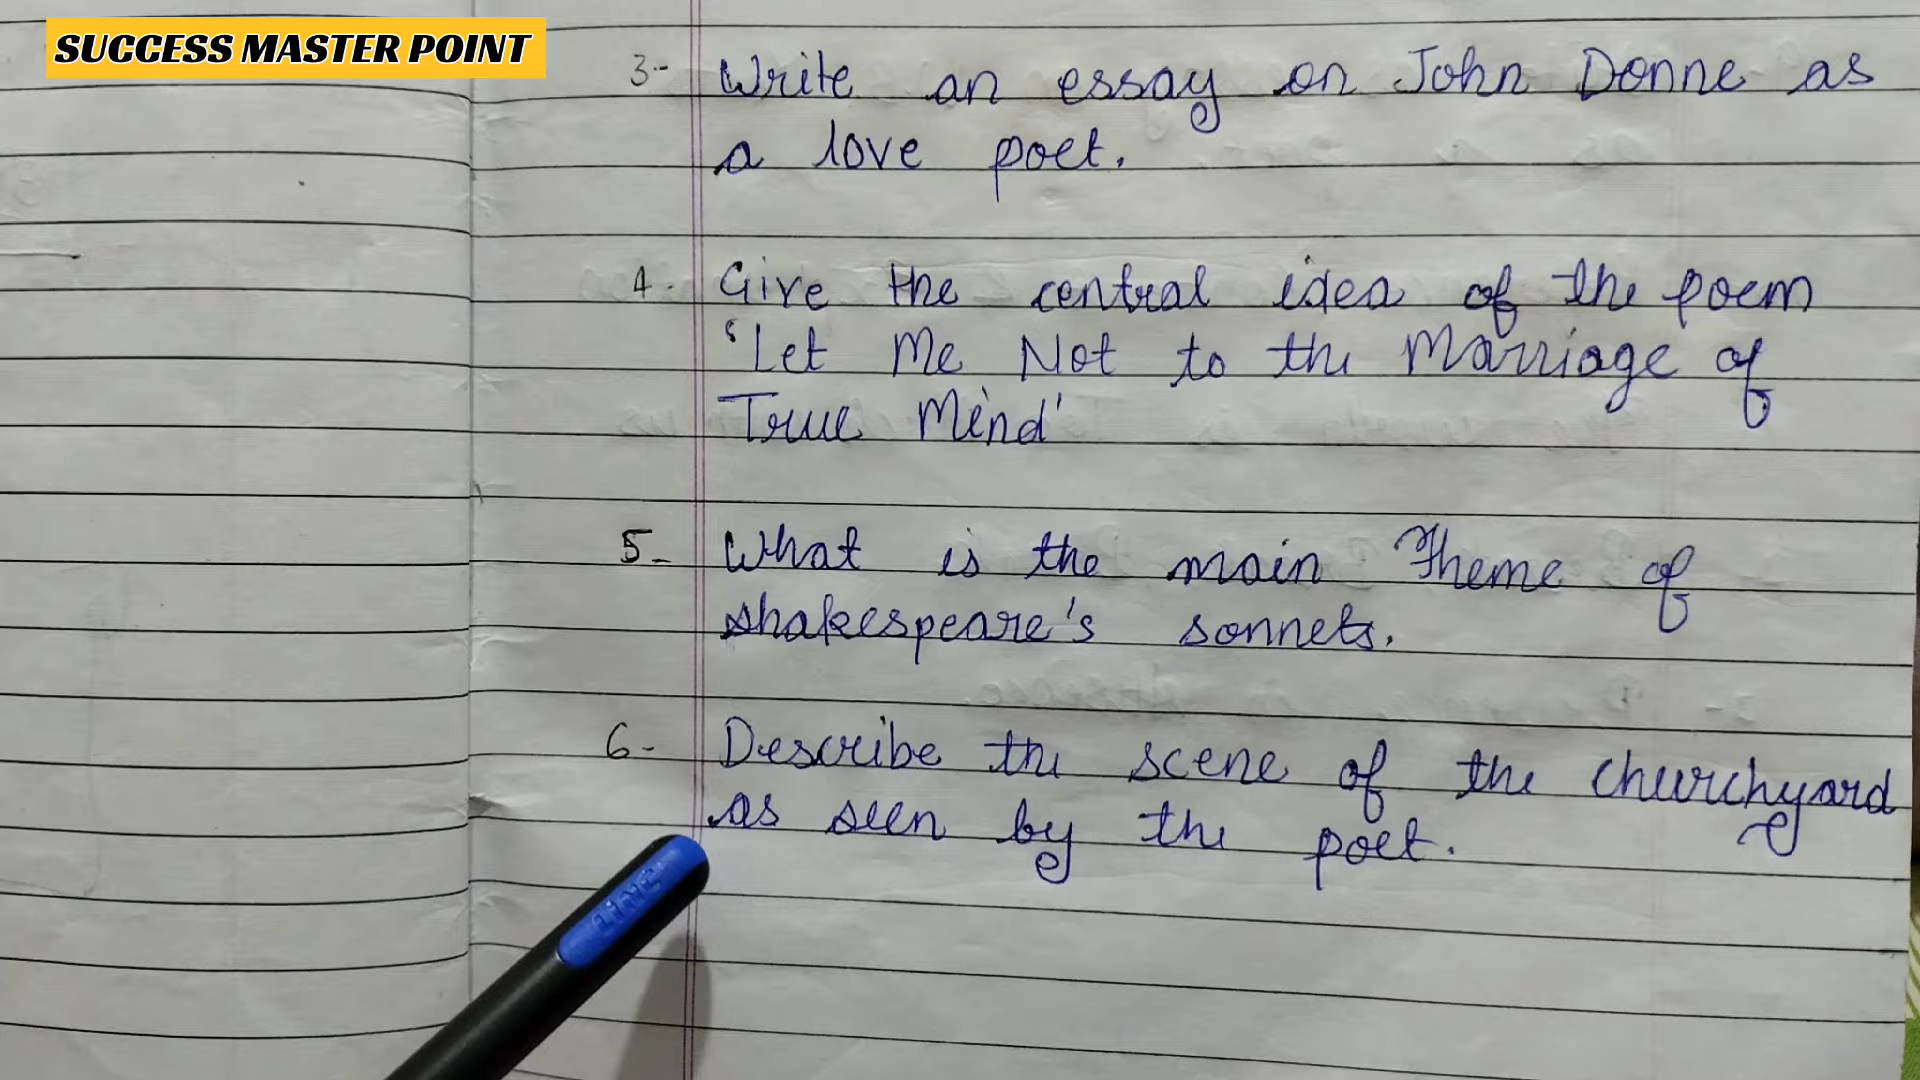 SUCCESS MASTER POINT
3- Write an essay on John Donne as
a love poet.
4. Give the central idea of the poem
'Let Me Not to the Marriage of
True Mind'
5- What is the main Theme of
shakespeare's sonnets.
6- Describe the scene of the churchyard
as seen by the poet.
LINC